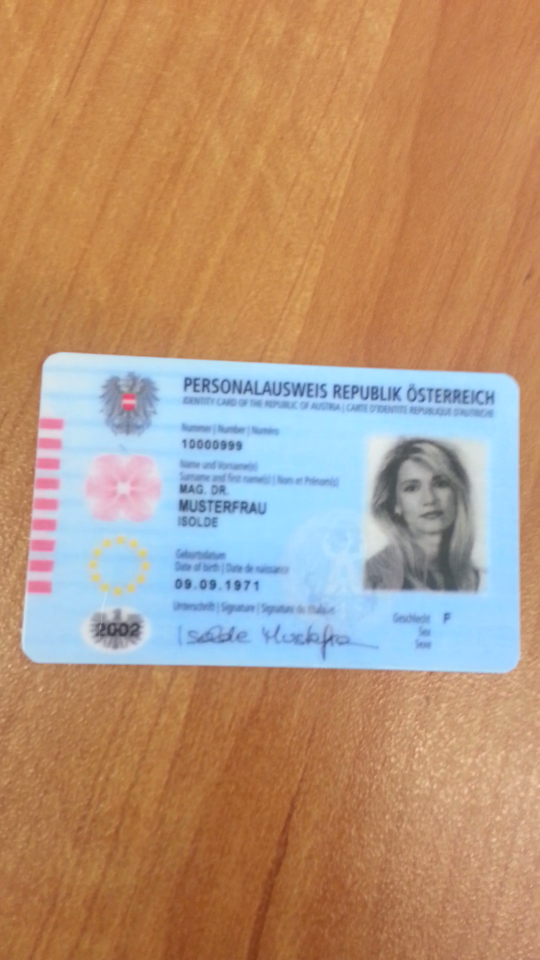 PERSONALAUSWEIS REPUBLIK ÖSTERREICH
IDENTITY CARD OF THE REPUBLIC OF AUSTRIA | CARTE D'IDENTITE REPUBLIQUE D'AUTRICHE
Nummer | Number | Numéro
10000999
Name und Vorname(n)
Surname and first name(s) | Nom et Prénom(s)
MAG. DR.
MUSTERFRAU
ISOLDE
Geburtsdatum
Date of birth | Date de naissance
09.09.1971
Unterschrift | Signature | Signature du titulaire
Isolde Musterfrau
Geschlecht F
Sex
Sexe
2002